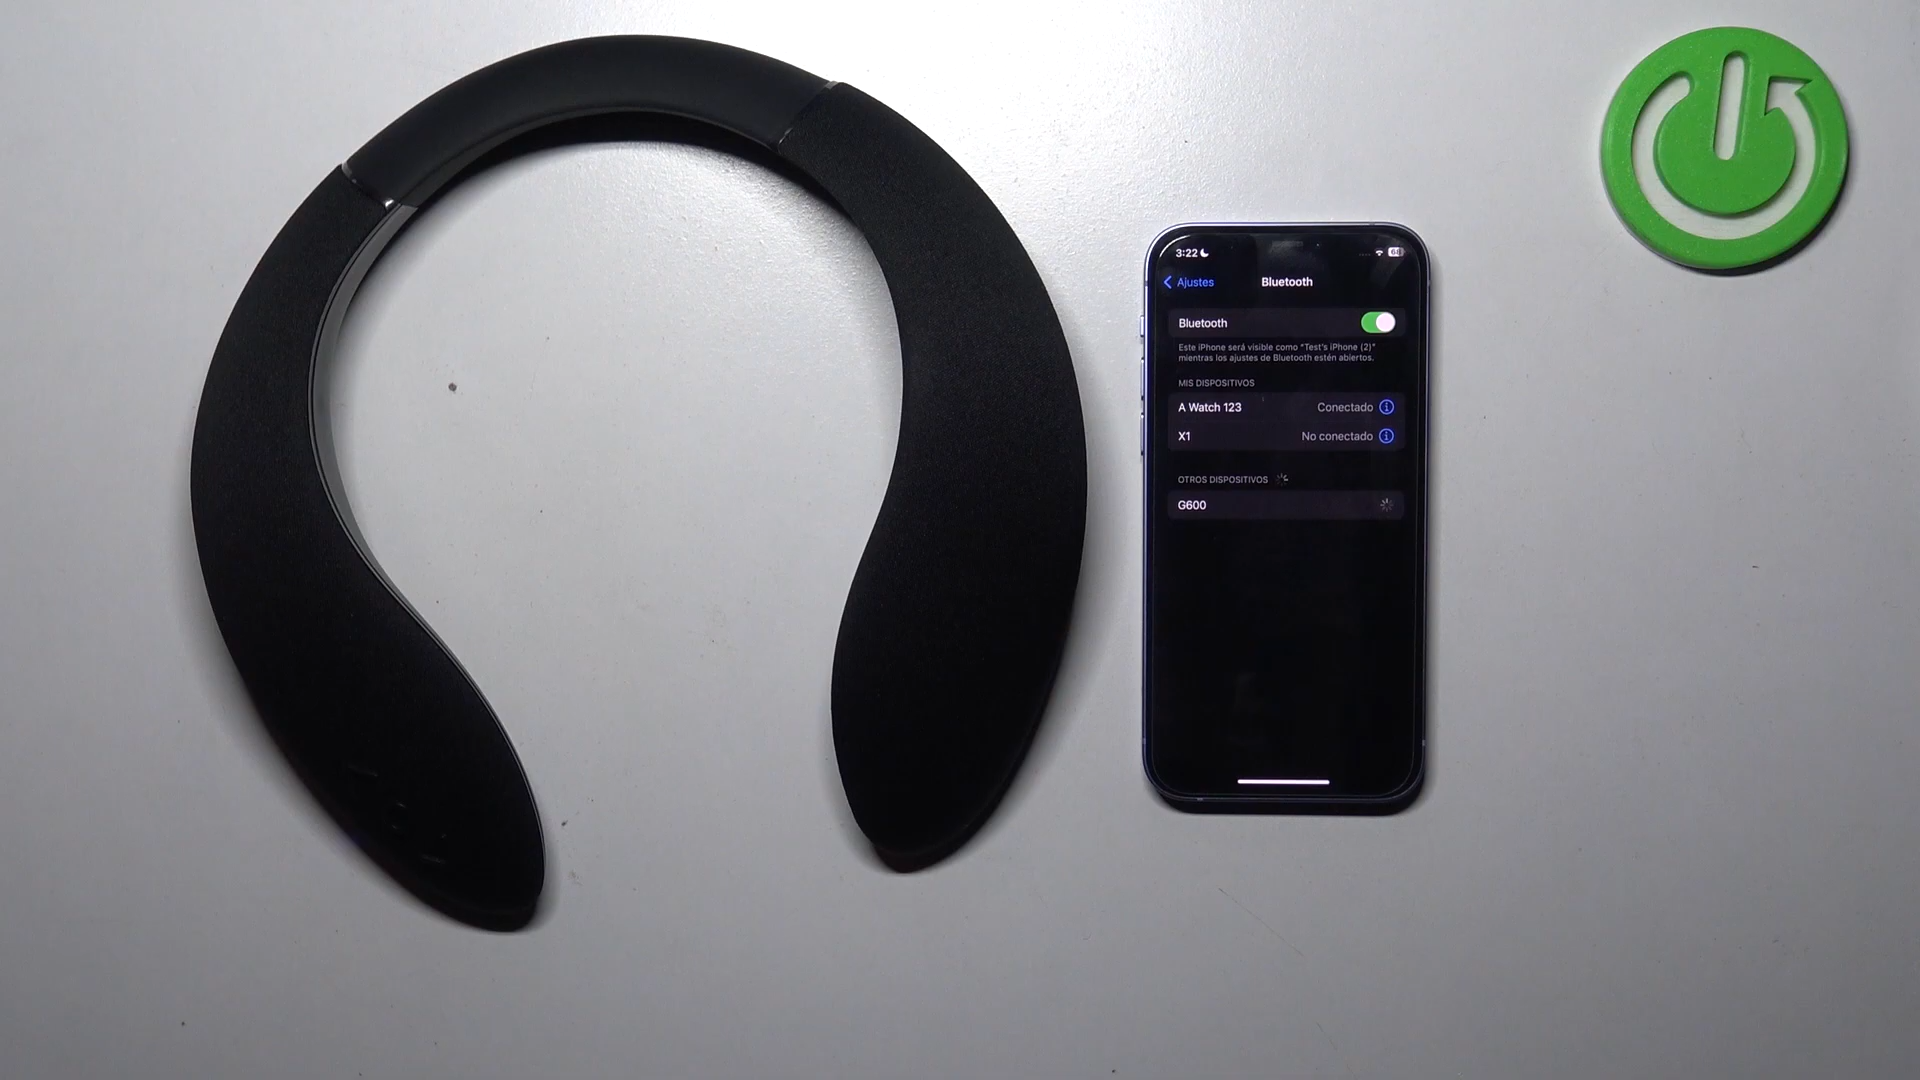 3:22
68
Ajustes
Bluetooth
Bluetooth
Este iPhone será visible como "Test's iPhone (2)"
mientras los ajustes de Bluetooth estén abiertos.
MIS DISPOSITIVOS
A Watch 123 Conectado
X1 No conectado
OTROS DISPOSITIVOS
G600